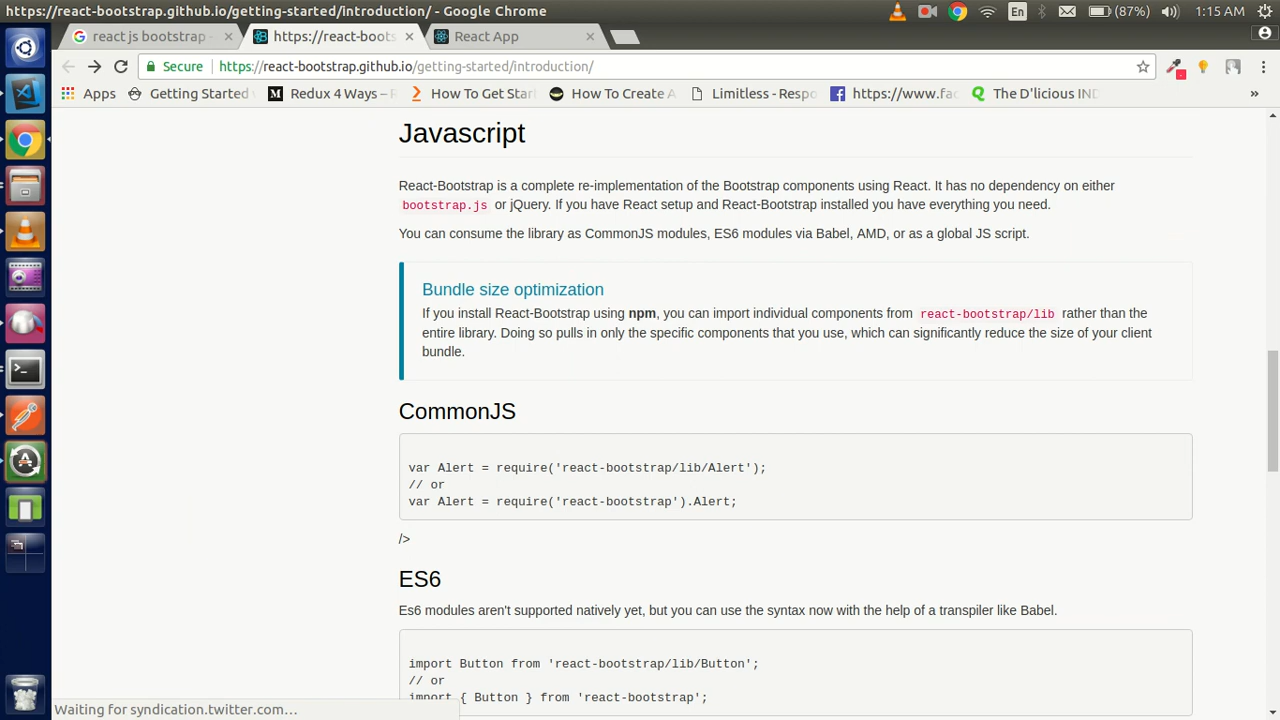 https://react-bootstrap.github.io/getting-started/introduction/ - Google Chrome
En
(87%)
1:15 AM
react js bootstrap -
https://react-boots
React App
Secure
https://react-bootstrap.github.io/getting-started/introduction/
Apps
Getting Started
Redux 4 Ways –
How To Get Star
How To Create A
Limitless - Respo
https://www.fac
The D'licious IND
»
Javascript
React-Bootstrap is a complete re-implementation of the Bootstrap components using React. It has no dependency on either
bootstrap.js or jQuery. If you have React setup and React-Bootstrap installed you have everything you need.
You can consume the library as CommonJS modules, ES6 modules via Babel, AMD, or as a global JS script.
Bundle size optimization
If you install React-Bootstrap using npm, you can import individual components from react-bootstrap/lib rather than the
entire library. Doing so pulls in only the specific components that you use, which can significantly reduce the size of your client
bundle.
CommonJS
var Alert = require('react-bootstrap/lib/Alert');
// or
var Alert = require('react-bootstrap').Alert;
/>
ES6
Es6 modules aren't supported natively yet, but you can use the syntax now with the help of a transpiler like Babel.
import Button from 'react-bootstrap/lib/Button';
// or
import { Button } from 'react-bootstrap';
Waiting for syndication.twitter.com...